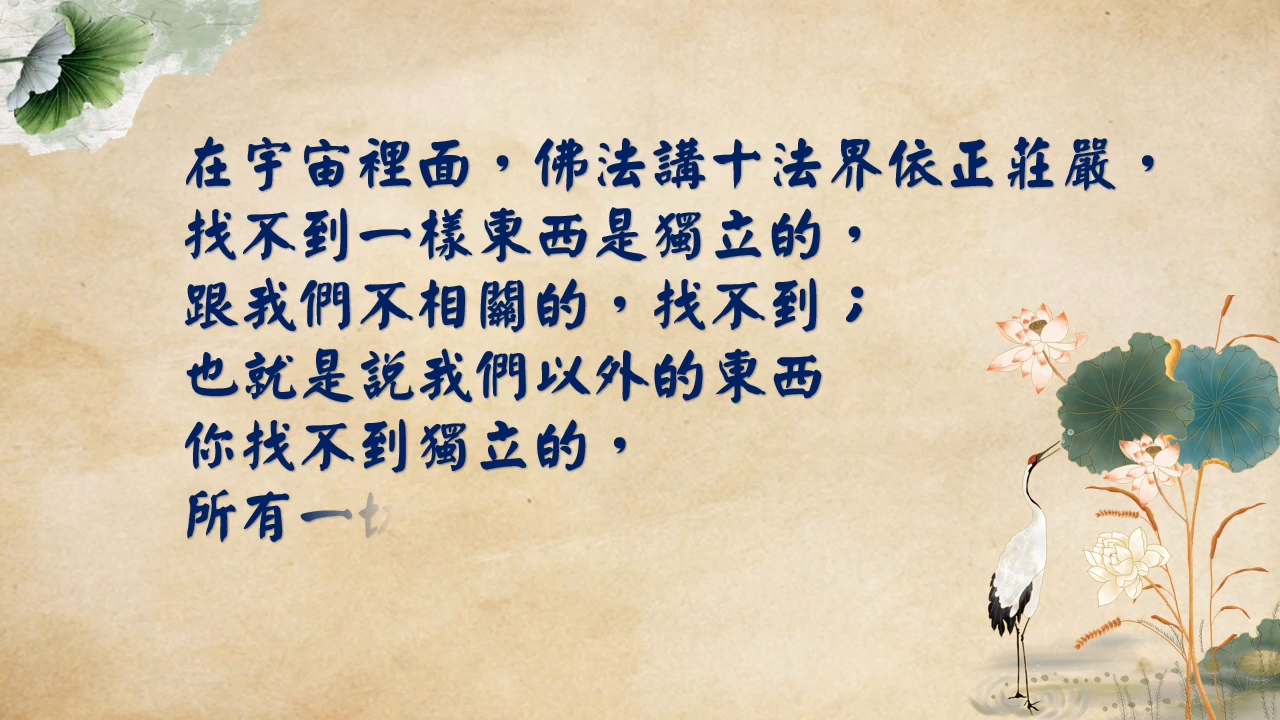 在宇宙裡面，佛法講十法界依正莊嚴，
找不到一樣東西是獨立的，
跟我們不相關的，找不到；
也就是說我們以外的東西
你找不到獨立的，
所有一